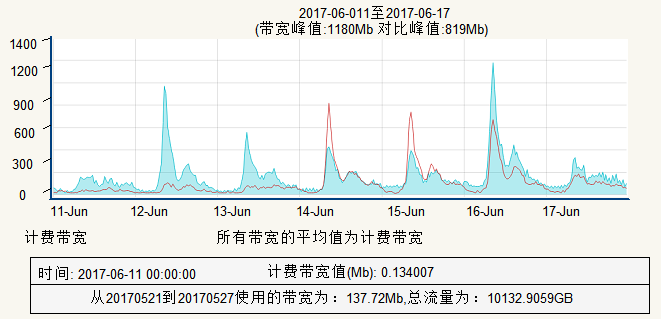 2017-06-011至2017-06-17
(带宽峰值:1180Mb 对比峰值:819Mb)
1400
1200
900
600
300
0
11-Jun 12-Jun 13-Jun 14-Jun 15-Jun 16-Jun 17-Jun
计费带宽 所有带宽的平均值为计费带宽
时间: 2017-06-11 00:00:00 计费带宽值(Mb): 0.134007
从20170521到20170527使用的带宽为：137.72Mb,总流量为：10132.9059GB